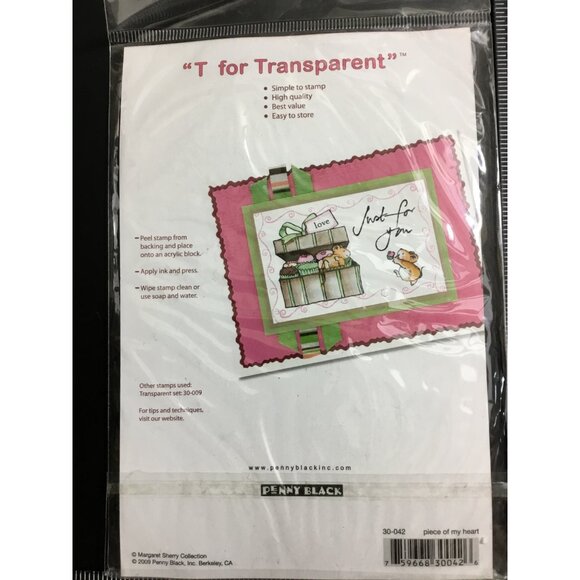 "T for Transparent"™
• Simple to stamp
• High quality
• Best value
• Easy to store
love
Just for
you
– Peel stamp from
backing and place
onto an acrylic block.
– Apply ink and press.
– Wipe stamp clean or
use soap and water.
Other stamps used:
Transparent set: 30-009
For tips and techniques,
visit our website.
www.pennyblackinc.com
PENNY BLACK
30-042 piece of my heart
© Margaret Sherry Collection
© 2009 Penny Black, Inc. Berkeley, CA
7 59668 30042 6